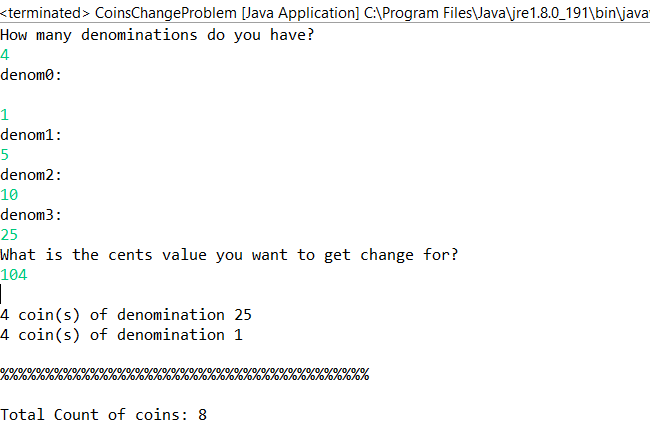 <terminated> CoinsChangeProblem [Java Application] C:\Program Files\Java\jre1.8.0_191\bin\java
How many denominations do you have?
4
denom0:
1
denom1:
5
denom2:
10
denom3:
25
What is the cents value you want to get change for?
104
4 coin(s) of denomination 25
4 coin(s) of denomination 1
%%%%%%%%%%%%%%%%%%%%%%%%%%%%%%%%%%%%%%%%%
Total Count of coins: 8